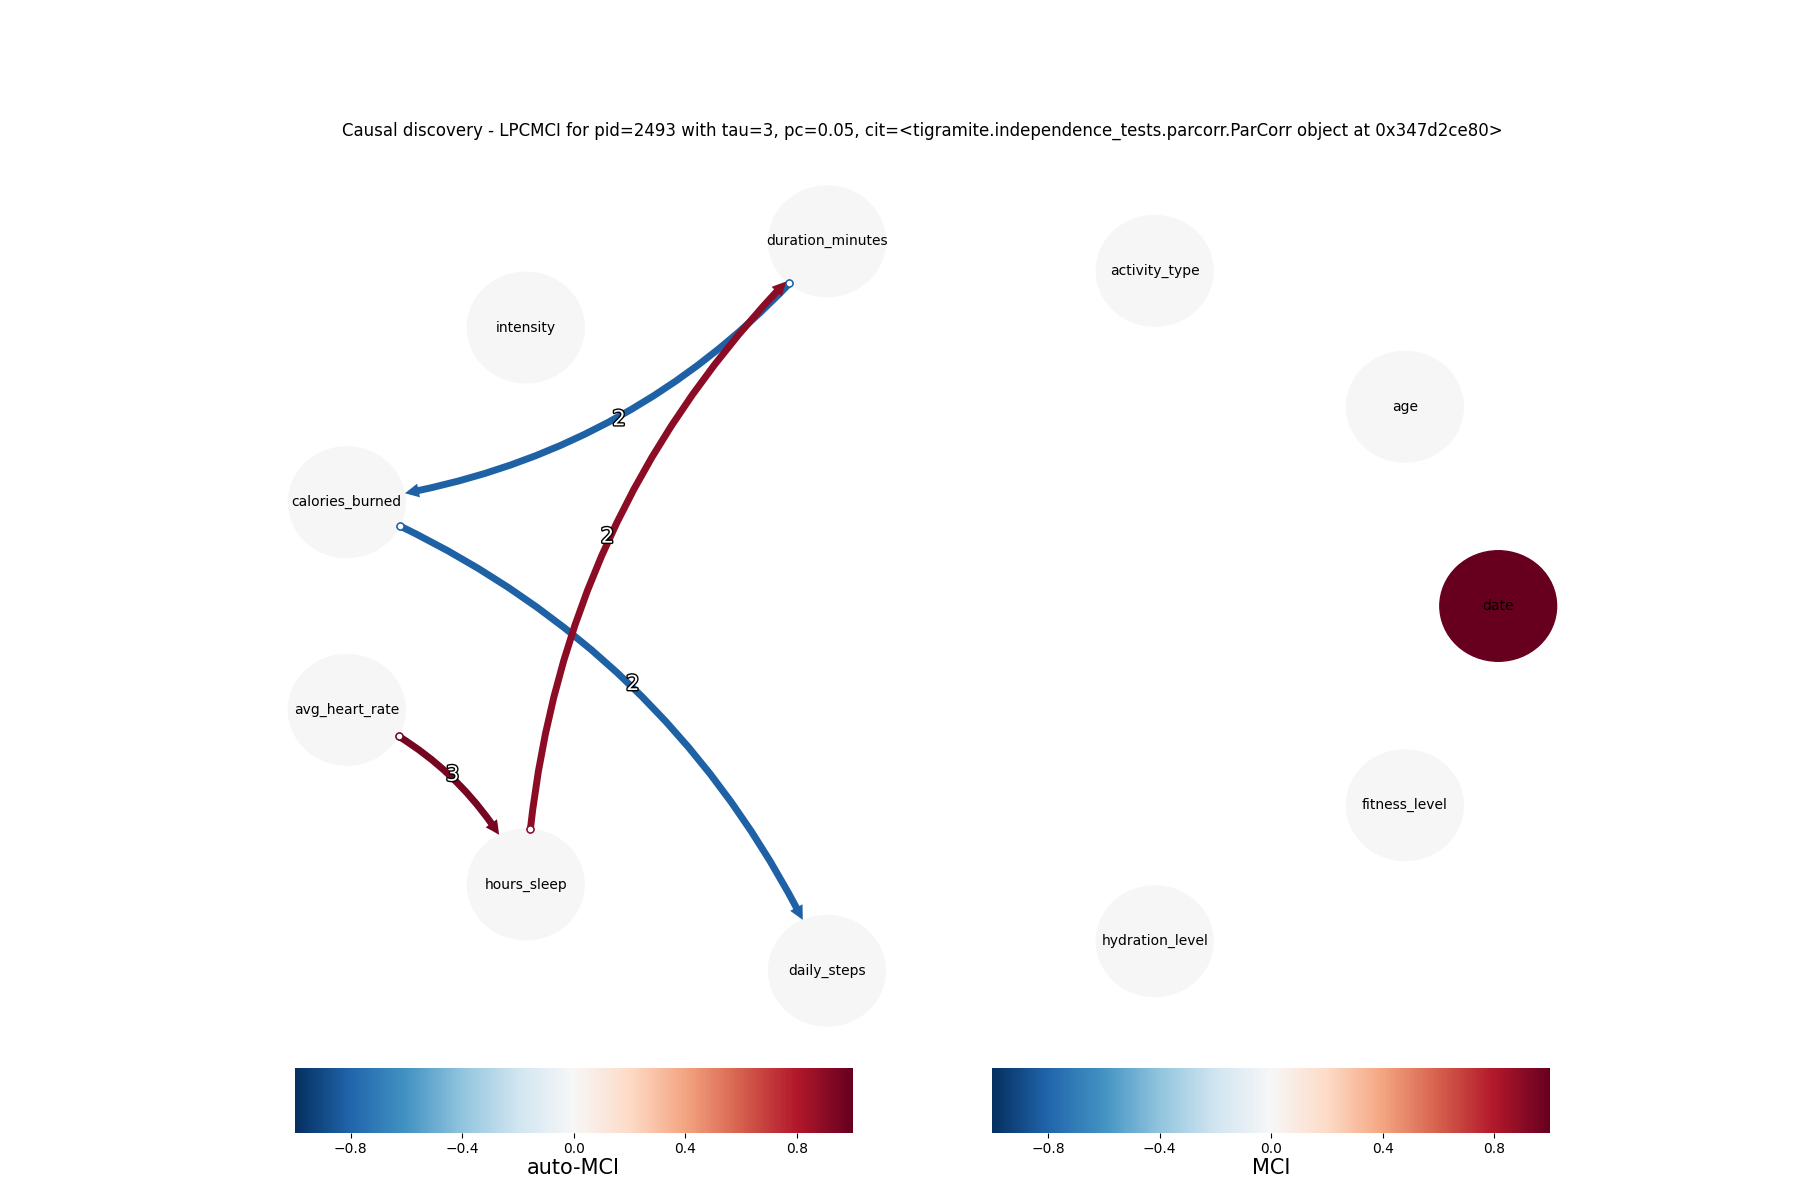 Causal discovery - LPCMCI for pid=2493 with tau=3, pc=0.05, cit=<tigramite.independence_tests.parcorr.ParCorr object at 0x347d2ce80>
duration_minutes
activity_type
intensity
age
2
calories_burned
2
date
2
avg_heart_rate
3
fitness_level
hours_sleep
hydration_level
daily_steps
−0.8 −0.4 0.0 0.4 0.8
auto-MCI
−0.8 −0.4 0.0 0.4 0.8
MCI